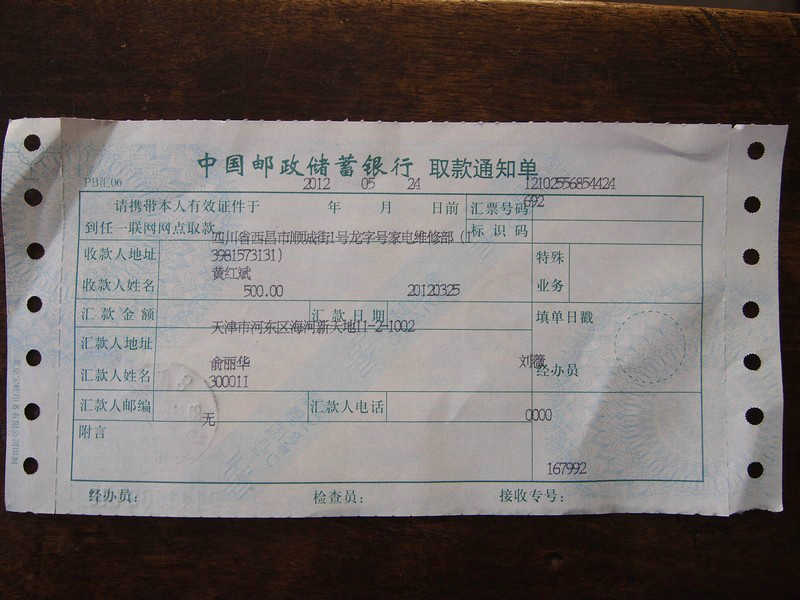 中国邮政储蓄银行 取款通知单
PB汇06 2012 05 24 12102556854424
请携带本人有效证件于 年 月 日前 汇票号码 692
到任一联网网点取款 标识码
四川省西昌市顺城街1号龙字号家电维修部（1
收款人地址 3981573131） 特殊
黄红斌
收款人姓名 业务
500.00 20120325
汇款金额 汇款日期 填单日戳
天津市河东区海河新天地11-2-1002
汇款人地址
俞丽华 刘
汇款人姓名 经办员
300011
汇款人邮编 汇款人电话 0000
无
附言
167992
经办员： 检查员： 接收专号：